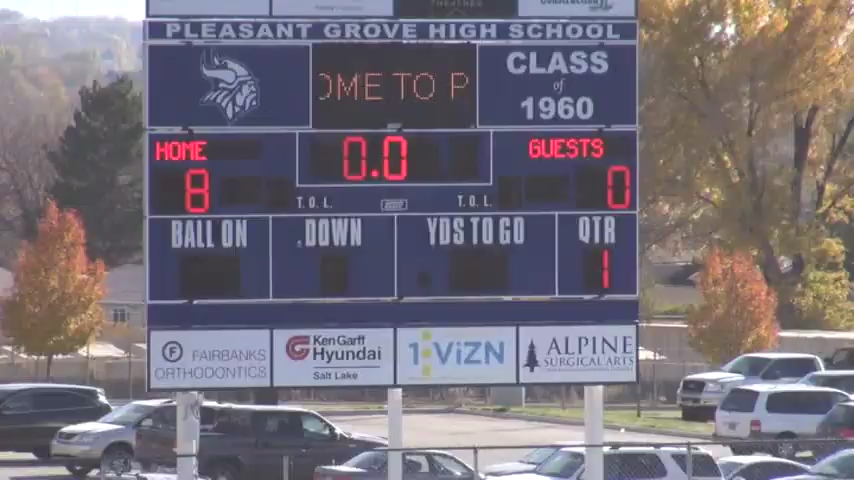 PLEASANT GROVE HIGH SCHOOL
OME TO P
CLASS
of
1960
HOME
0.0
GUESTS
8
T.O.L.
T.O.L.
0
BALL ON
DOWN
YDS TO GO
QTR
1
FAIRBANKS
ORTHODONTICS
Ken Garff
Hyundai
Salt Lake
1ViZN
ALPINE
SURGICAL ARTS